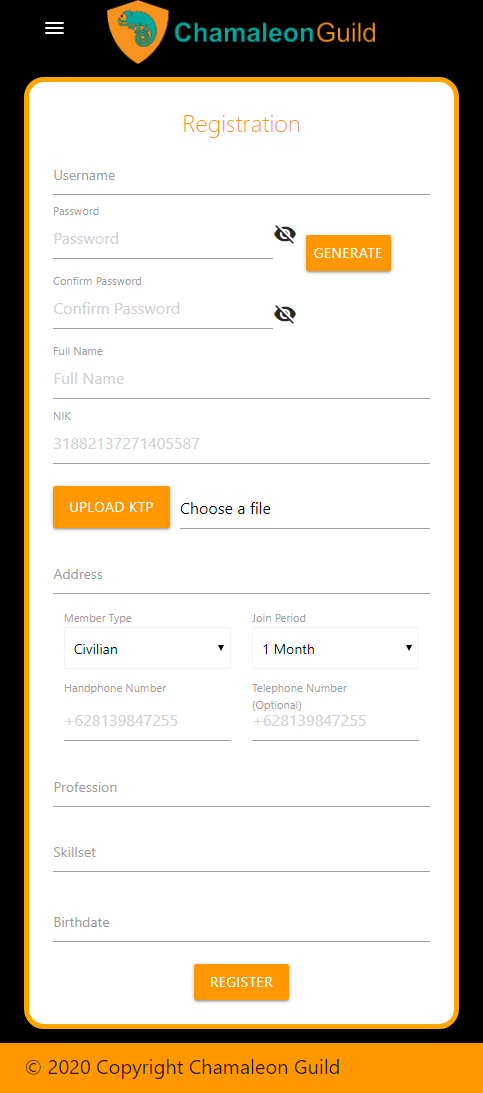 ChamaleonGuild
Registration
Username
Password
Password
GENERATE
Confirm Password
Confirm Password
Full Name
Full Name
NIK
31882137271405587
UPLOAD KTP Choose a file
Address
Member Type Join Period
Civilian 1 Month
Handphone Number Telephone Number
(Optional)
+628139847255 +628139847255
Profession
Skillset
Birthdate
REGISTER
© 2020 Copyright Chamaleon Guild